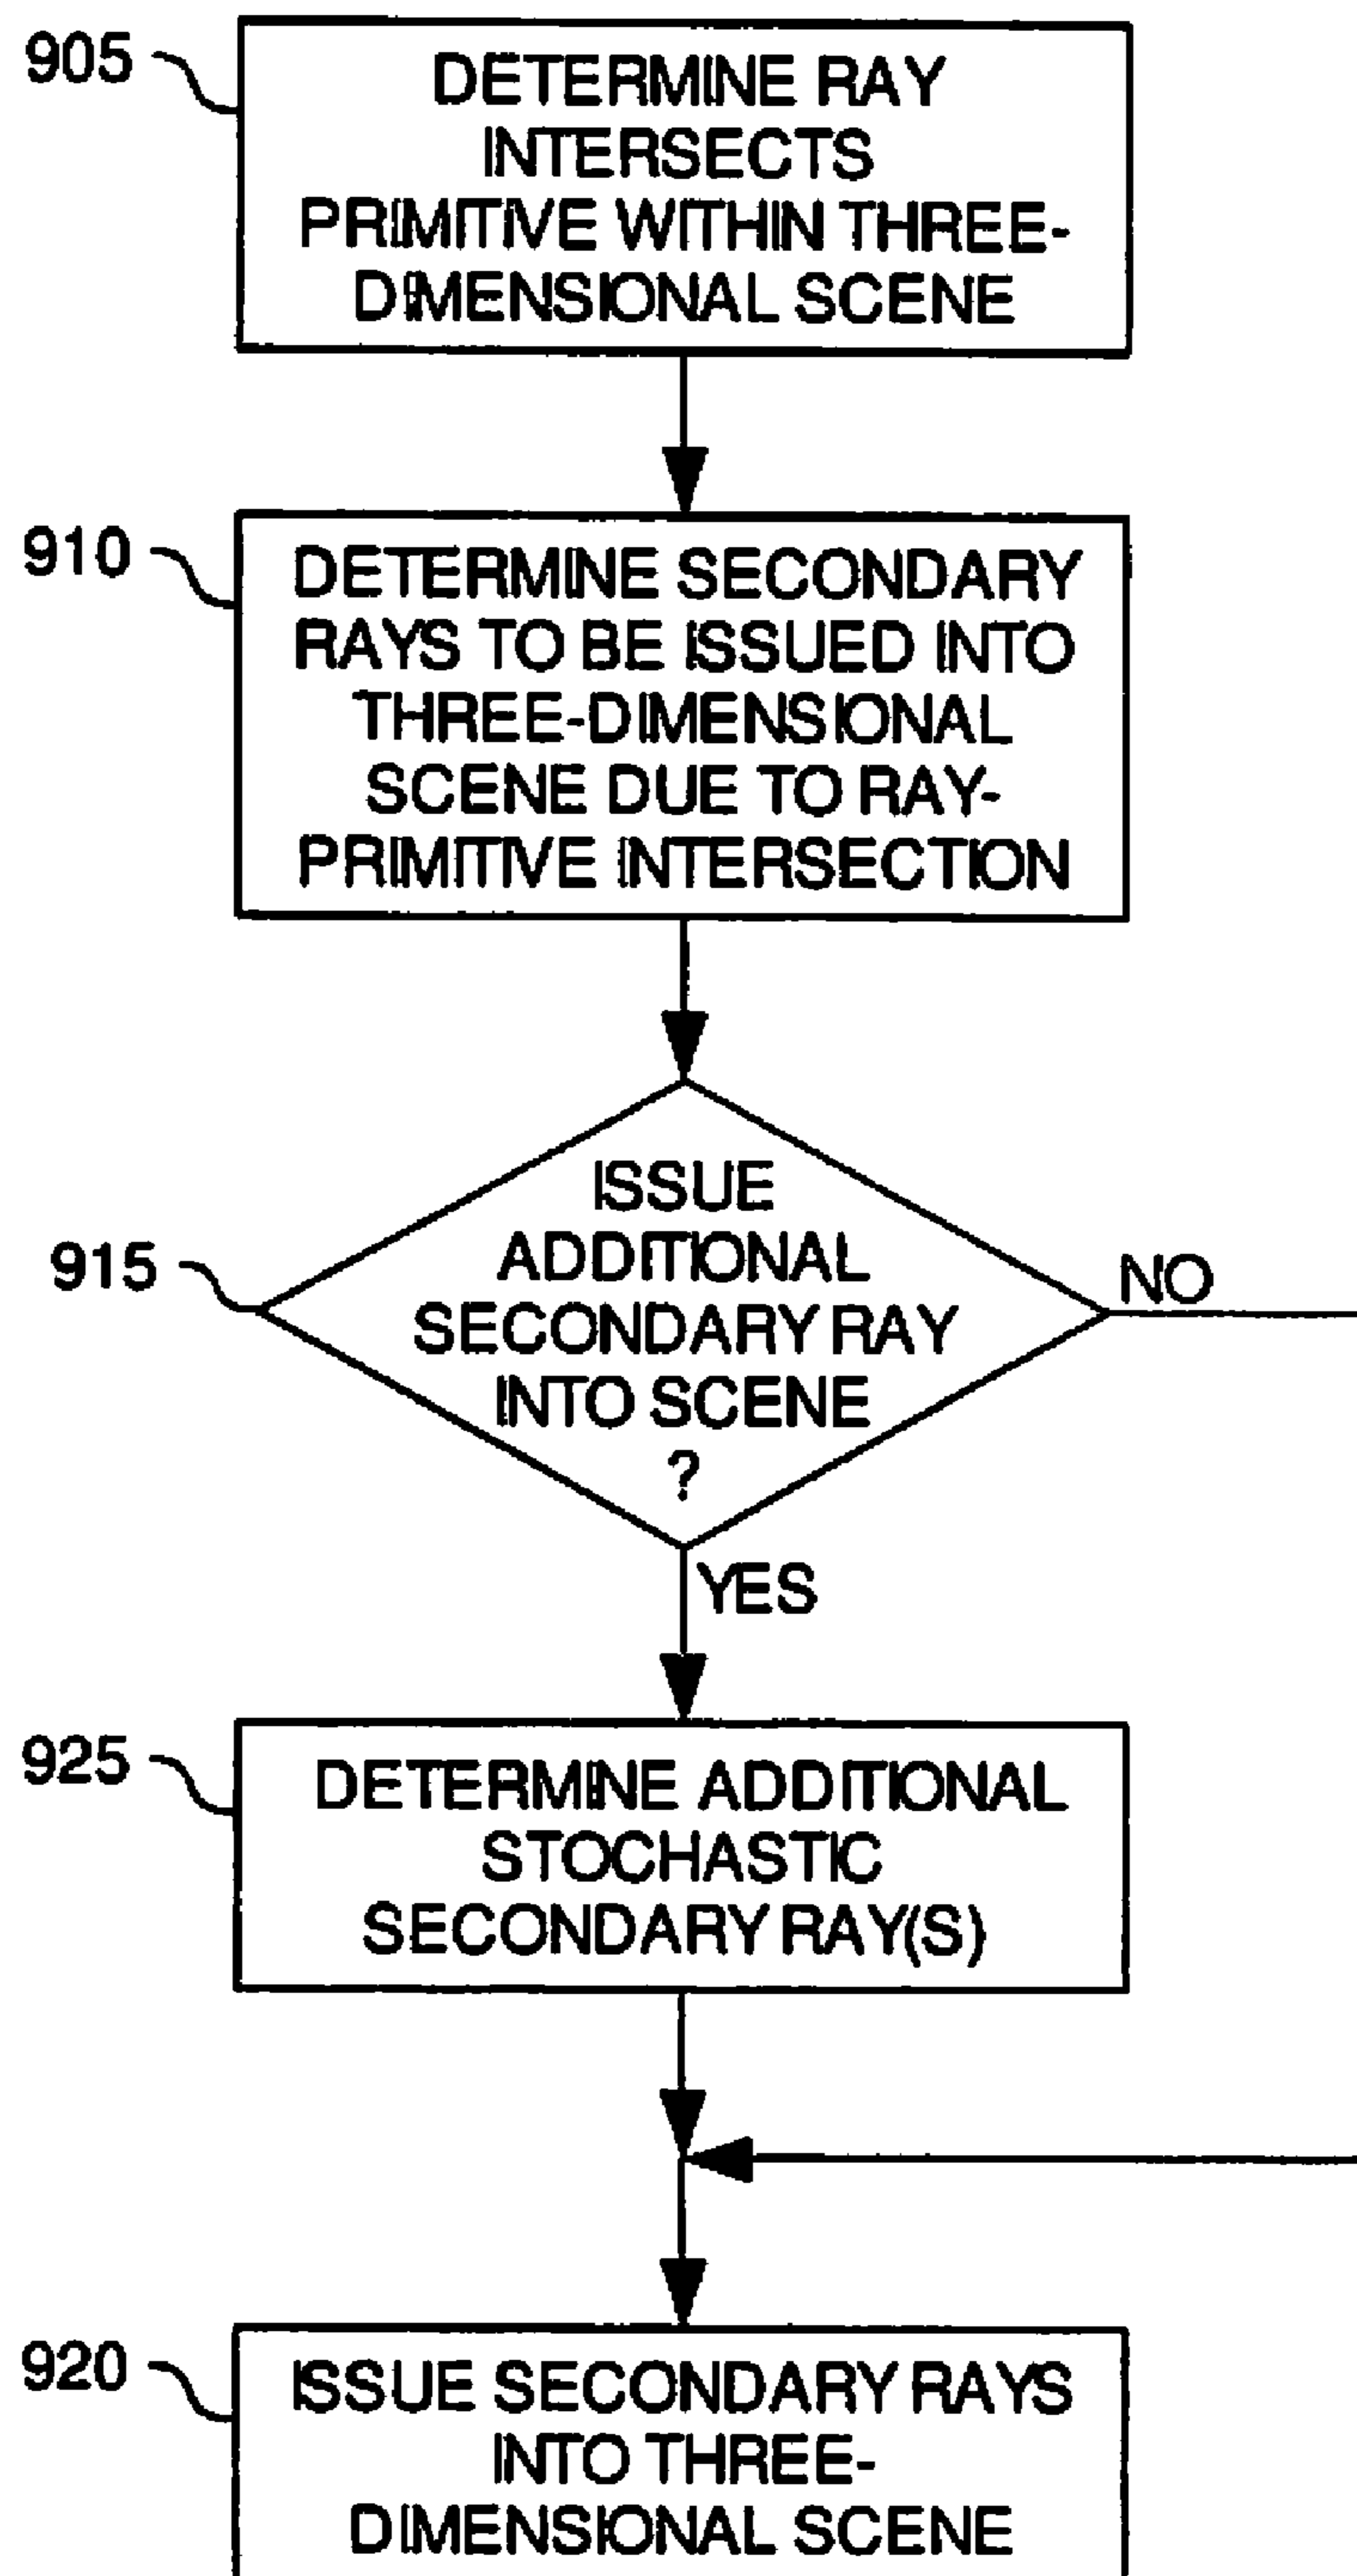 905
DETERMINE RAY
INTERSECTS
PRIMITIVE WITHIN THREE-
DIMENSIONAL SCENE
910
DETERMINE SECONDARY
RAYS TO BE ISSUED INTO
THREE-DIMENSIONAL
SCENE DUE TO RAY-
PRIMITIVE INTERSECTION
915
ISSUE
ADDITIONAL
SECONDARY RAY
INTO SCENE
?
NO
YES
925
DETERMINE ADDITIONAL
STOCHASTIC
SECONDARY RAY(S)
920
ISSUE SECONDARY RAYS
INTO THREE-
DIMENSIONAL SCENE